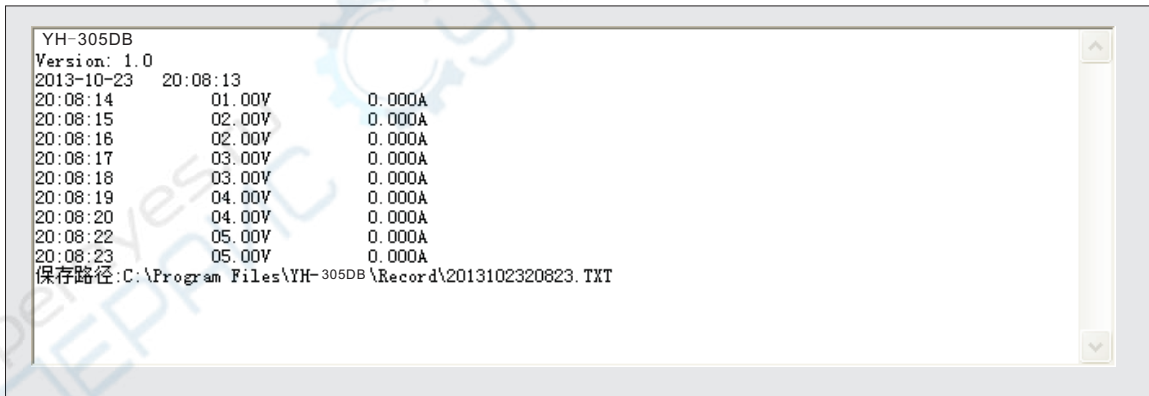 YH-305DB
Version: 1.0
2013-10-23 20:08:13
20:08:14 01.00V 0.000A
20:08:15 02.00V 0.000A
20:08:16 02.00V 0.000A
20:08:17 03.00V 0.000A
20:08:18 03.00V 0.000A
20:08:19 04.00V 0.000A
20:08:20 04.00V 0.000A
20:08:22 05.00V 0.000A
20:08:23 05.00V 0.000A
保存路径:C:\Program Files\YH-305DB\Record\2013102320823.TXT